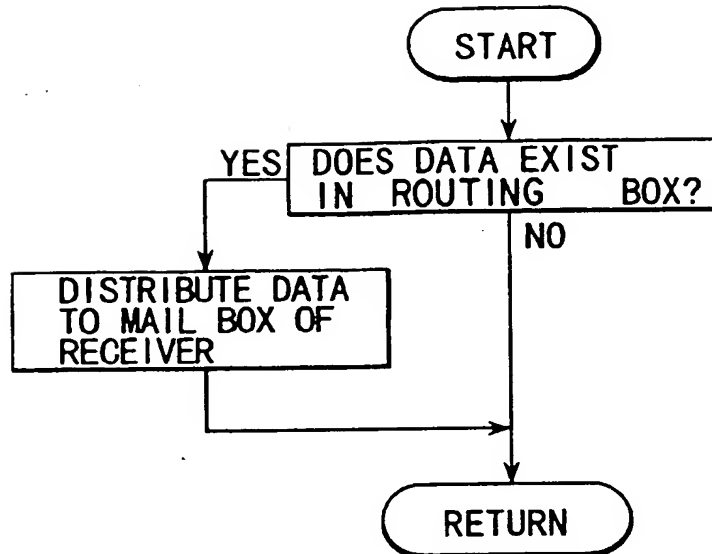 START
YES
DOES DATA EXIST
IN ROUTING BOX?
NO
DISTRIBUTE DATA
TO MAIL BOX OF
RECEIVER
RETURN